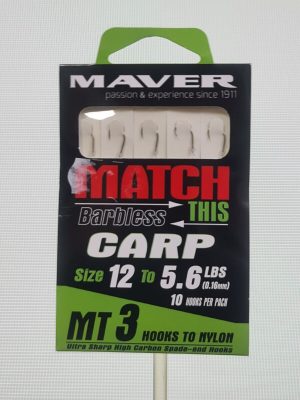 MAVER
passion & experience since 1911
MATCH
Barbless THIS
CARP
Size 12 To 5.6 LBS
(0.16mm)
10 HOOKS PER PACK
MT 3 HOOKS TO NYLON
Ultra Sharp High Carbon Spade-end Hooks